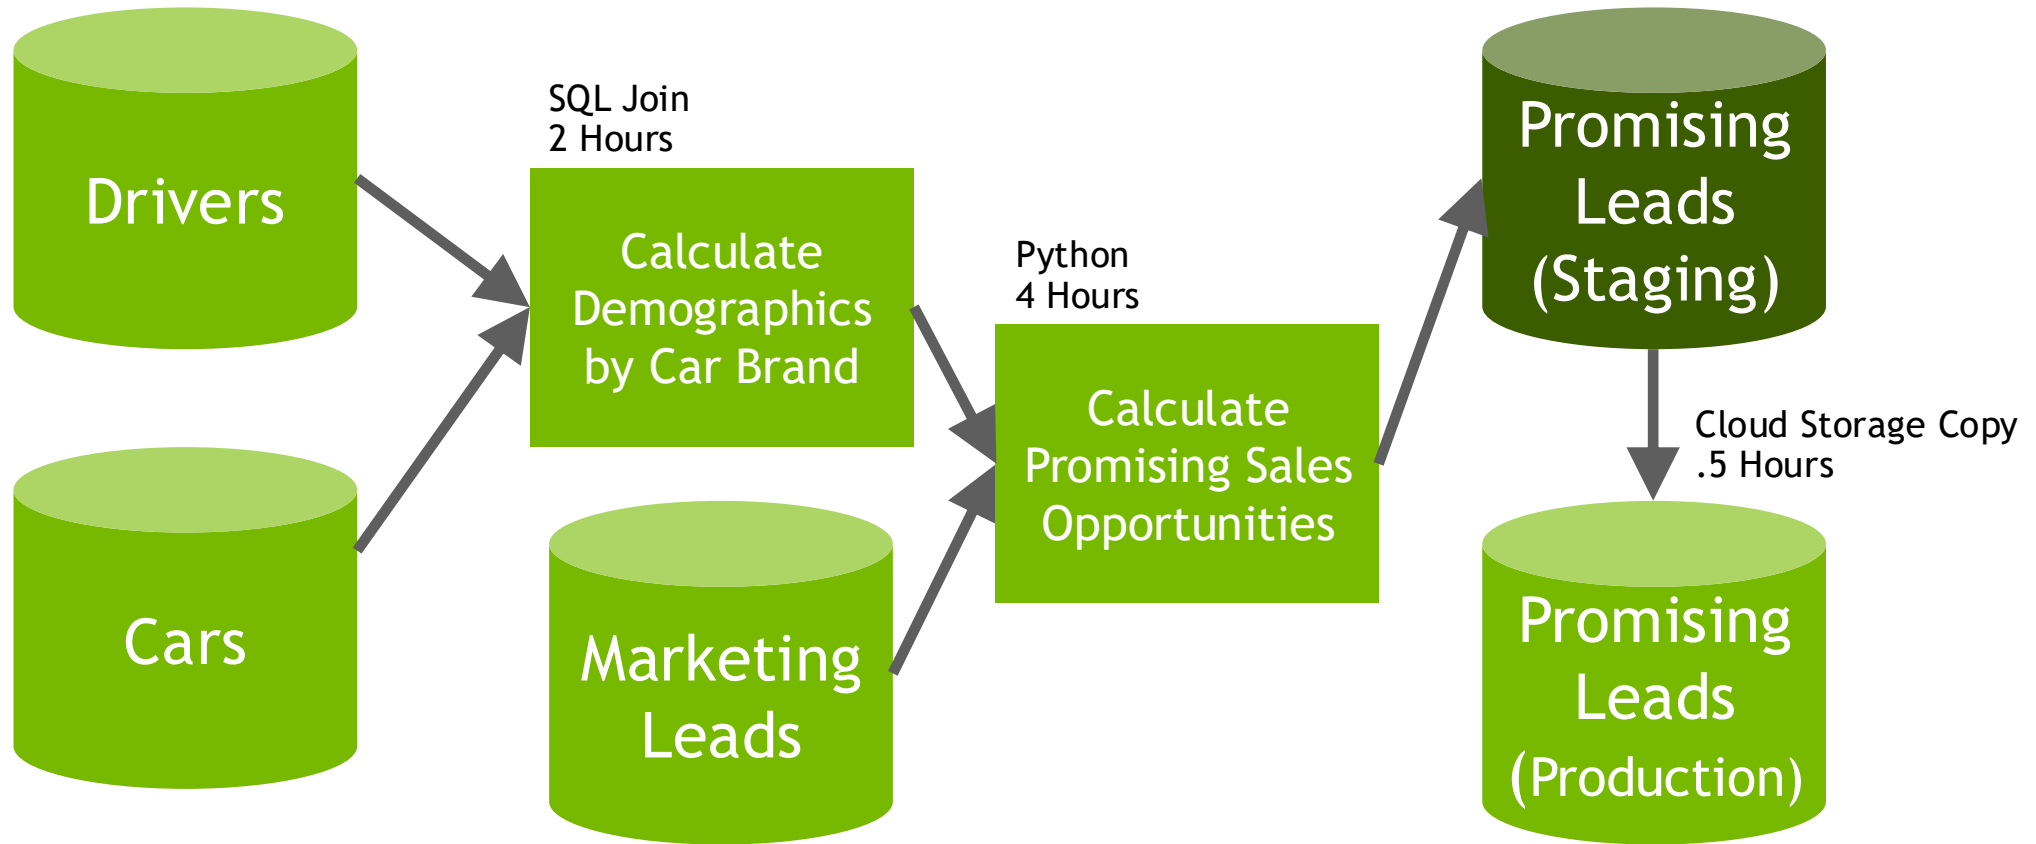 Drivers
Cars
SQL Join
2 Hours
Calculate
Demographics
by Car Brand
Marketing
Leads
Python
4 Hours
Calculate
Promising Sales
Opportunities
Promising
Leads
(Staging)
Cloud Storage Copy
.5 Hours
Promising
Leads
(Production)